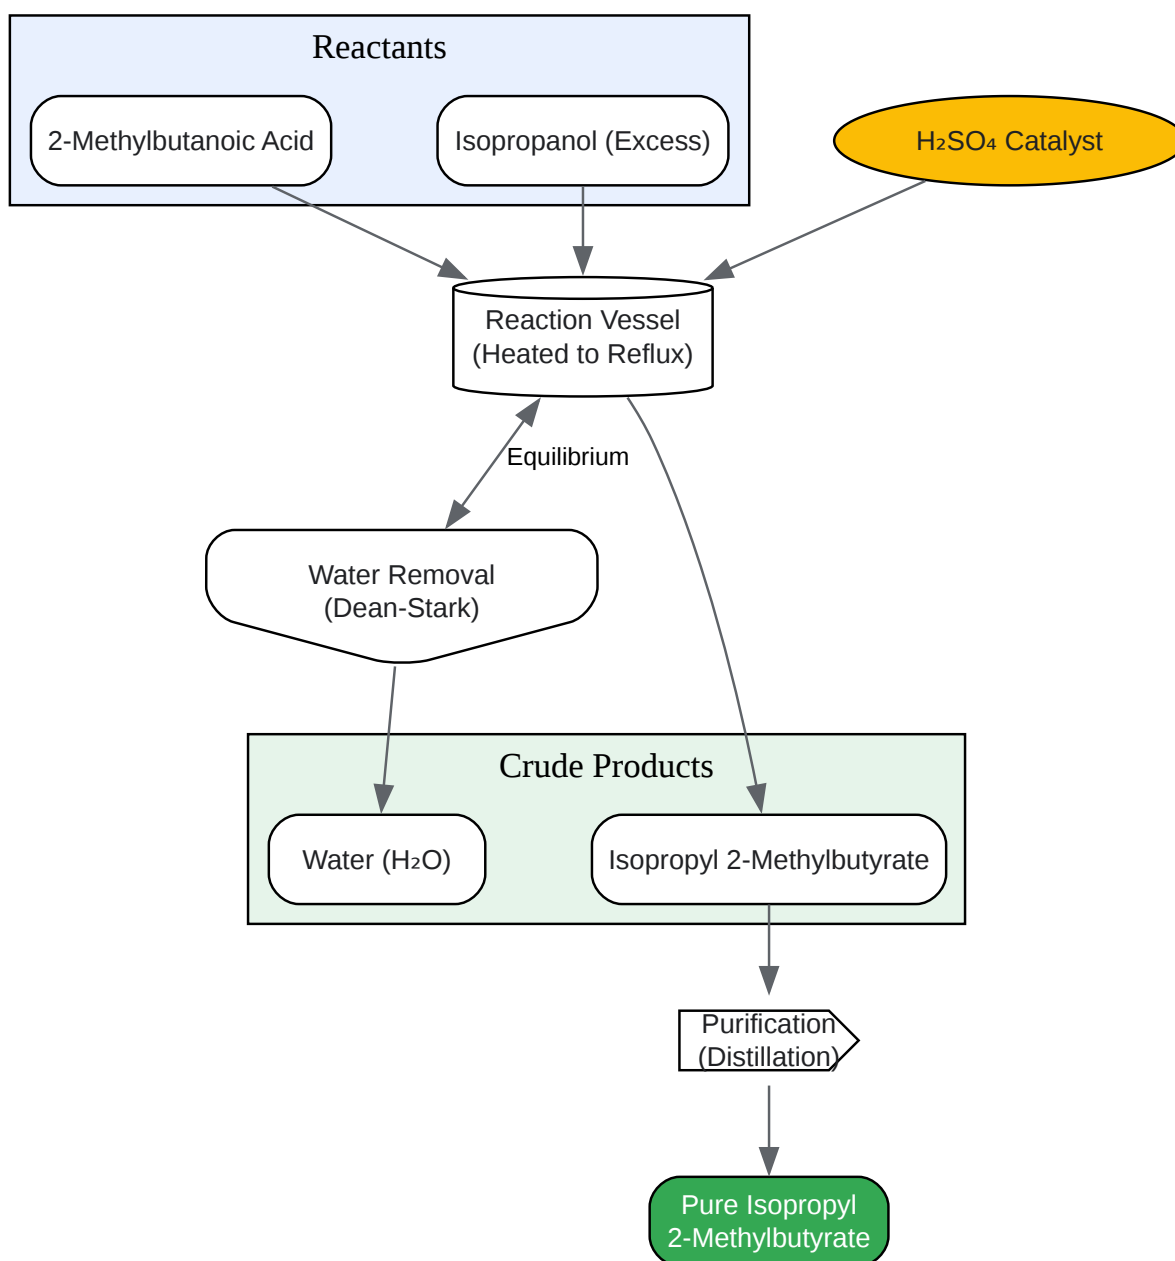 Reactants
2-Methylbutanoic Acid
Isopropanol (Excess)
H₂SO₄ Catalyst
Reaction Vessel
(Heated to Reflux)
Equilibrium
Water Removal
(Dean-Stark)
Crude Products
Water (H₂O)
Isopropyl 2-Methylbutyrate
Purification
(Distillation)
Pure Isopropyl
2-Methylbutyrate